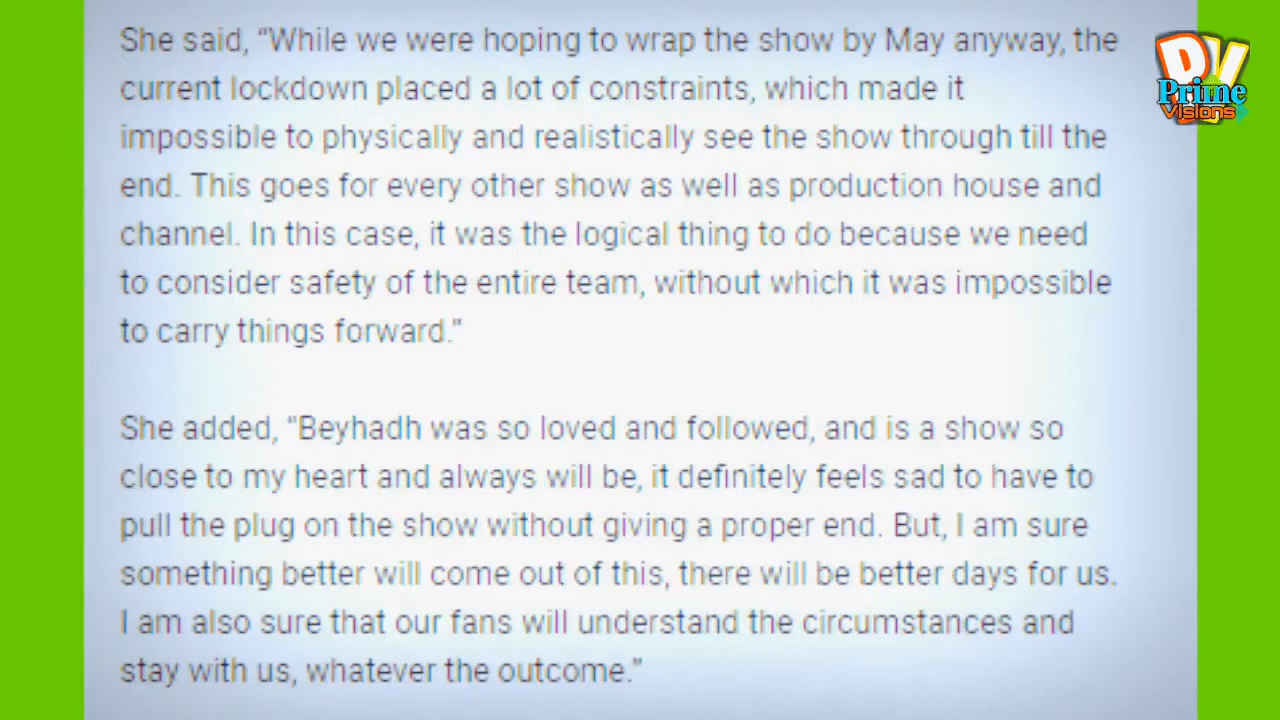 She said, “While we were hoping to wrap the show by May anyway, the
current lockdown placed a lot of constraints, which made it
impossible to physically and realistically see the show through till the
end. This goes for every other show as well as production house and
channel. In this case, it was the logical thing to do because we need
to consider safety of the entire team, without which it was impossible
to carry things forward.”
She added, “Beyhadh was so loved and followed, and is a show so
close to my heart and always will be, it definitely feels sad to have to
pull the plug on the show without giving a proper end. But, I am sure
something better will come out of this, there will be better days for us.
I am also sure that our fans will understand the circumstances and
stay with us, whatever the outcome.”
PV
Prime
Visions